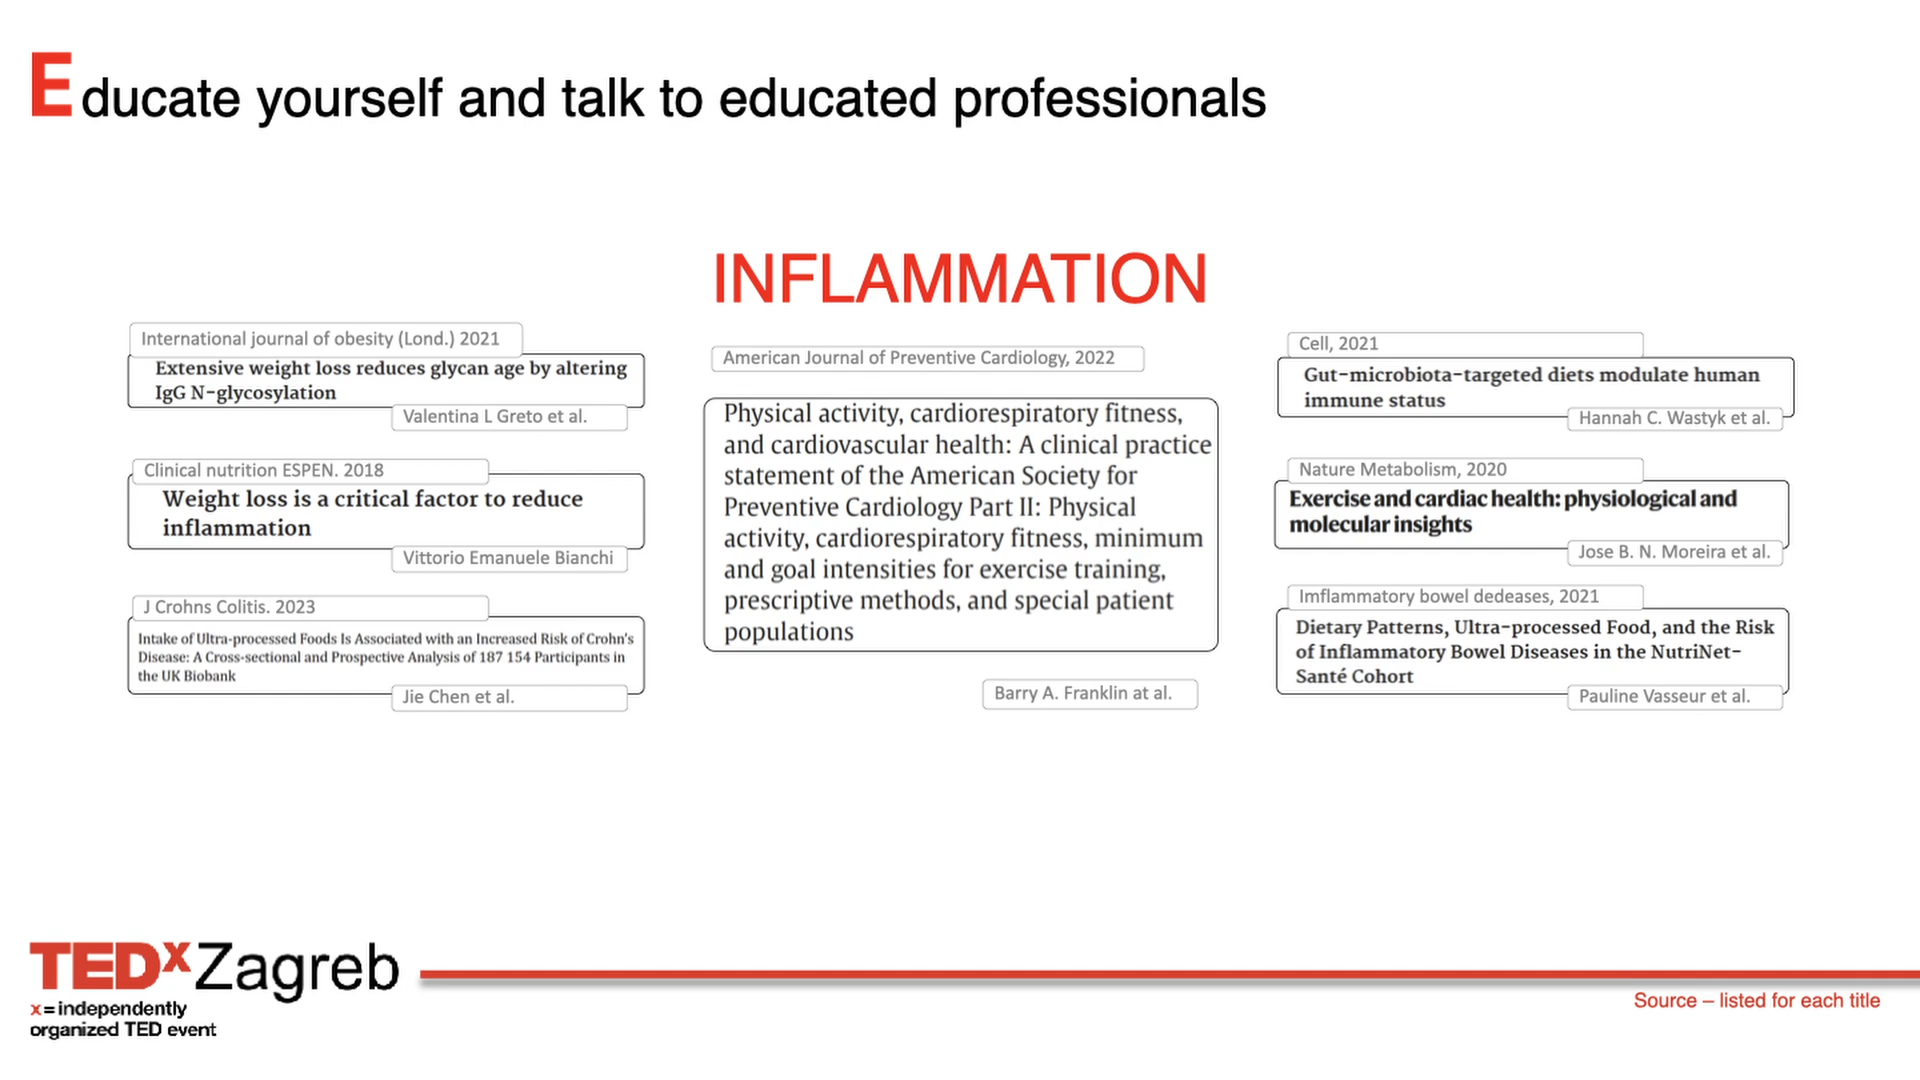 Educate yourself and talk to educated professionals
INFLAMMATION
International journal of obesity (Lond.) 2021
Extensive weight loss reduces glycan age by altering
IgG N-glycosylation
Valentina L Greto et al.
Clinical nutrition ESPEN. 2018
Weight loss is a critical factor to reduce
inflammation
Vittorio Emanuele Bianchi
J Crohns Colitis. 2023
Intake of Ultra-processed Foods Is Associated with an Increased Risk of Crohn's
Disease: A Cross-sectional and Prospective Analysis of 187 154 Participants in
the UK Biobank
Jie Chen et al.
American Journal of Preventive Cardiology, 2022
Physical activity, cardiorespiratory fitness,
and cardiovascular health: A clinical practice
statement of the American Society for
Preventive Cardiology Part II: Physical
activity, cardiorespiratory fitness, minimum
and goal intensities for exercise training,
prescriptive methods, and special patient
populations
Barry A. Franklin at al.
Cell, 2021
Gut-microbiota-targeted diets modulate human
immune status
Hannah C. Wastyk et al.
Nature Metabolism, 2020
Exercise and cardiac health: physiological and
molecular insights
Jose B. N. Moreira et al.
Imflammatory bowel dedeases, 2021
Dietary Patterns, Ultra-processed Food, and the Risk
of Inflammatory Bowel Diseases in the NutriNet-
Santé Cohort
Pauline Vasseur et al.
TEDxZagreb
x = independently
organized TED event
Source – listed for each title